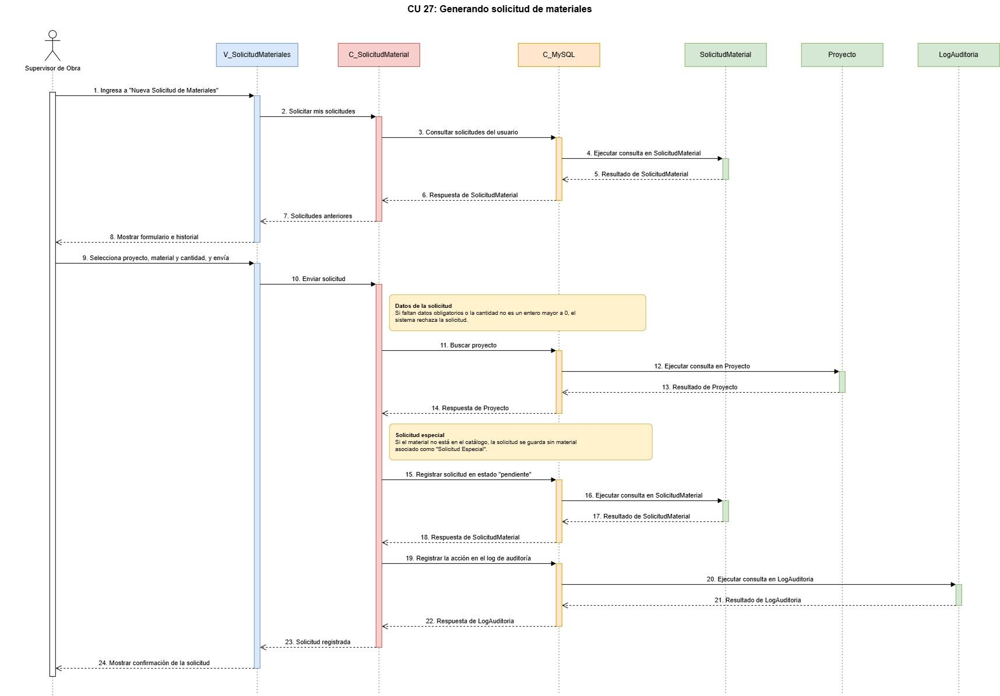 CU 27: Generando solicitud de materiales
Supervisor de Obra
V_SolicitudMateriales
C_SolicitudMaterial
C_MySQL
SolicitudMaterial
Proyecto
LogAuditoria
1. Ingresa a "Nueva Solicitud de Materiales"
2. Solicitar mis solicitudes
3. Consultar solicitudes del usuario
4. Ejecutar consulta en SolicitudMaterial
5. Resultado de SolicitudMaterial
6. Respuesta de SolicitudMaterial
7. Solicitudes anteriores
8. Mostrar formulario e historial
9. Selecciona proyecto, material y cantidad, y envía
10. Enviar solicitud
Datos de la solicitud
Si faltan datos obligatorios o la cantidad no es un entero mayor a 0, el
sistema rechaza la solicitud.
11. Buscar proyecto
12. Ejecutar consulta en Proyecto
13. Resultado de Proyecto
14. Respuesta de Proyecto
Solicitud especial
Si el material no está en el catálogo, la solicitud se guarda sin material
asociado como "Solicitud Especial".
15. Registrar solicitud en estado "pendiente"
16. Ejecutar consulta en SolicitudMaterial
17. Resultado de SolicitudMaterial
18. Respuesta de SolicitudMaterial
19. Registrar la acción en el log de auditoría
20. Ejecutar consulta en LogAuditoria
21. Resultado de LogAuditoria
22. Respuesta de LogAuditoria
23. Solicitud registrada
24. Mostrar confirmación de la solicitud